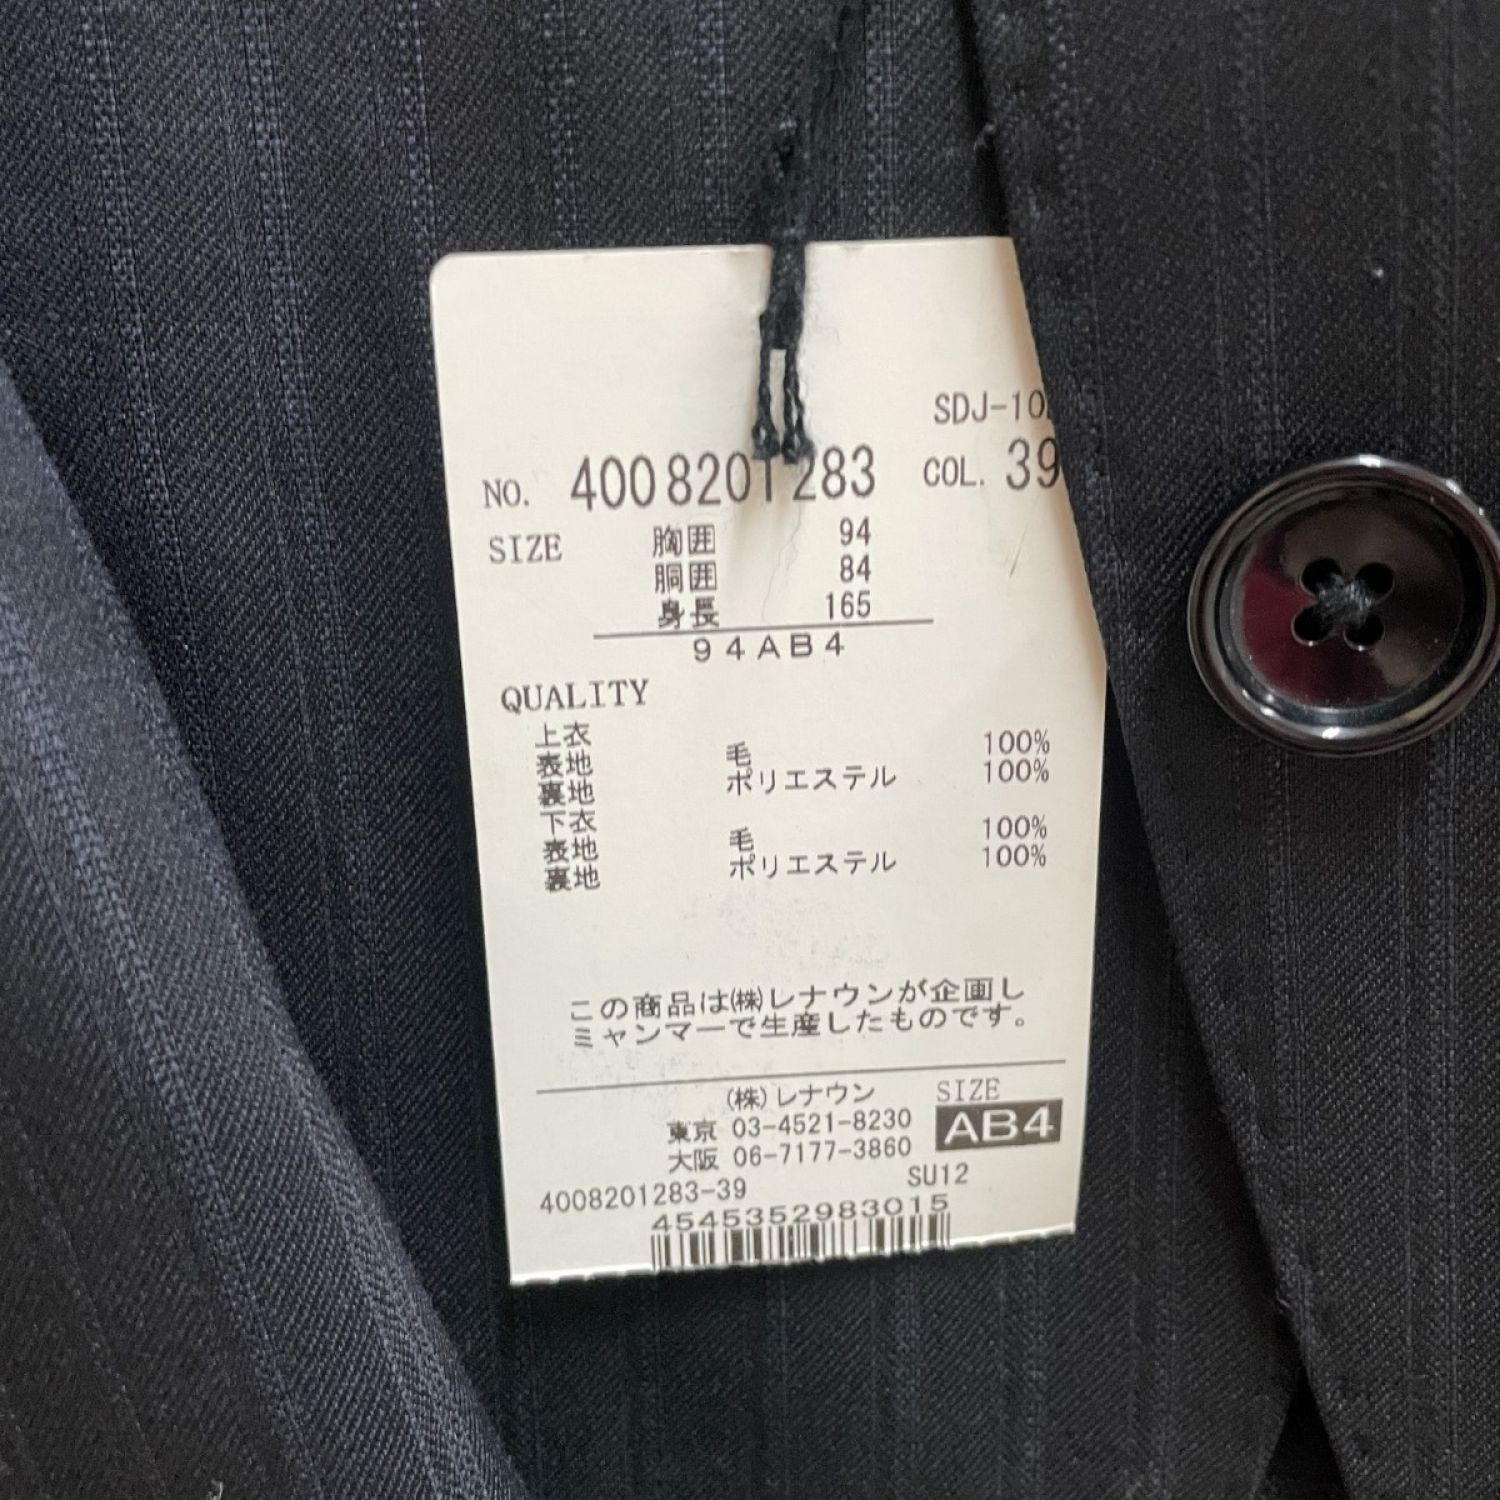 SDJ-10
NO. 4008201283 COL. 39
SIZE 胸囲 94
胴囲 84
身長 165
94AB4
QUALITY
上衣
表地 毛 100%
裏地 ポリエステル 100%
下衣
表地 毛 100%
裏地 ポリエステル 100%
この商品は(株)レナウンが企画し
ミャンマーで生産したものです。
(株)レナウン SIZE
東京 03-4521-8230 AB4
大阪 06-7177-3860
SU12
4008201283-39
4545352983015